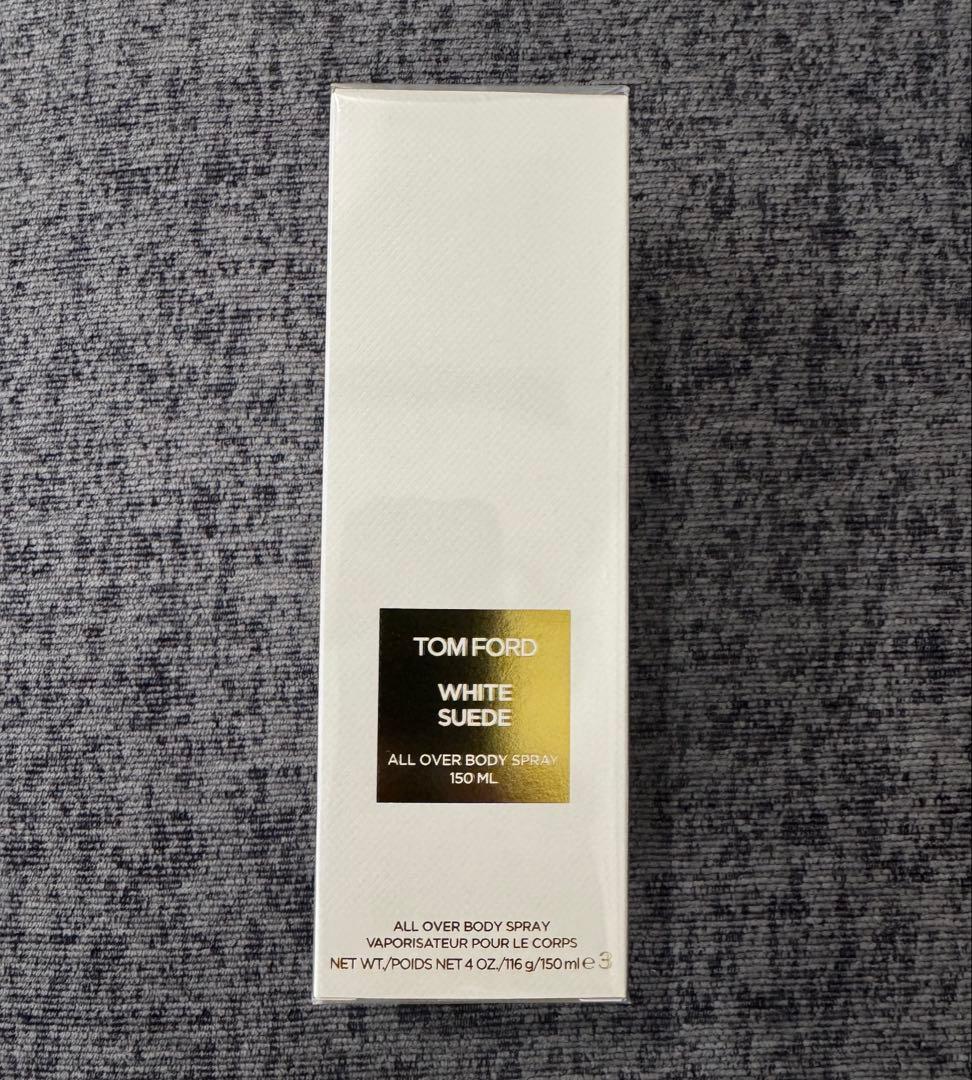 TOM FORD
WHITE
SUEDE
ALL OVER BODY SPRAY
150 ML
ALL OVER BODY SPRAY
VAPORISATEUR POUR LE CORPS
NET WT./POIDS NET 4 OZ./116 g/150 ml ℮ 3